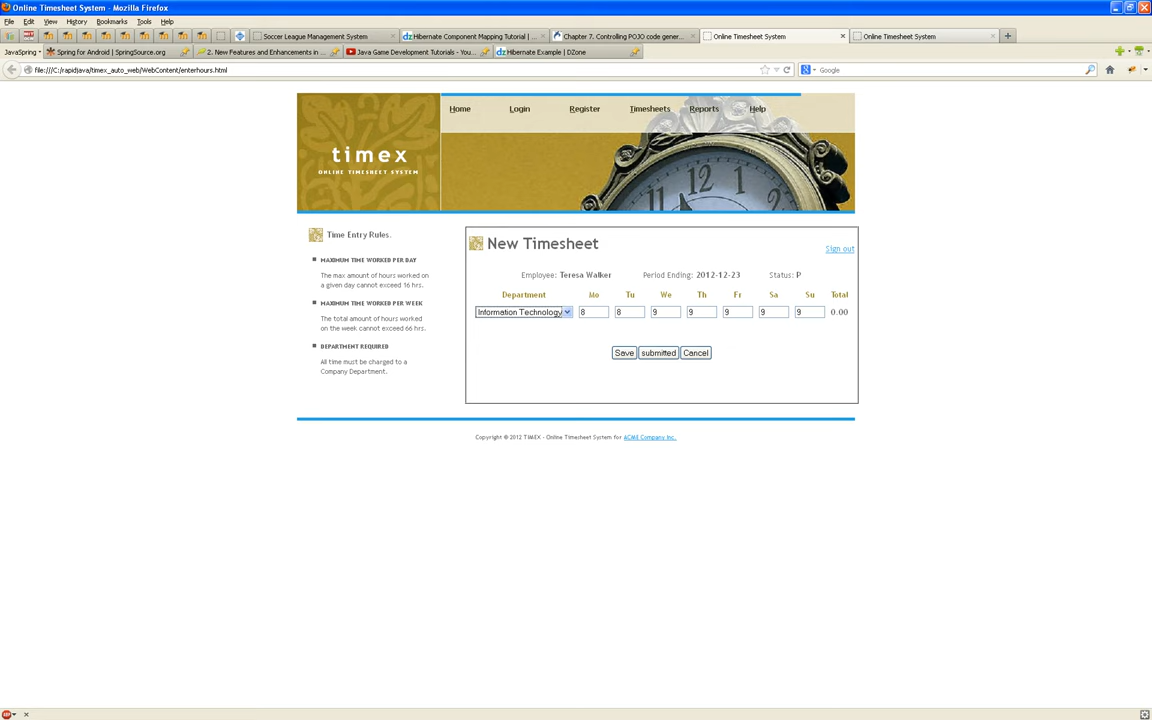 Online Timesheet System - Mozilla Firefox
File Edit View History Bookmarks Tools Help
Soccer League Management System
Hibernate Component Mapping Tutorial | ...
Chapter 7. Controlling POJO code gener...
Online Timesheet System
Online Timesheet System
JavaSpring
Spring for Android | SpringSource.org
2. New Features and Enhancements in ...
Java Game Development Tutorials - You...
Hibernate Example | DZone
file:///C:/rapidjava/timex_auto_web/WebContent/enterhours.html
Google
Home Login Register Timesheets Reports Help
timex
ONLINE TIMESHEET SYSTEM
11 12 1
Time Entry Rules.
MAXIMUM TIME WORKED PER DAY
The max amount of hours worked on
a given day cannot exceed 16 hrs.
MAXIMUM TIME WORKED PER WEEK
The total amount of hours worked
on the week cannot exceed 66 hrs.
DEPARTMENT REQUIRED
All time must be charged to a
Company Department.
New Timesheet
Sign out
Employee: Teresa Walker Period Ending: 2012-12-23 Status: P
Department Mo Tu We Th Fr Sa Su Total
Information Technology 8 8 9 9 9 9 9 0.00
Save submitted Cancel
Copyright © 2012 TIMEX - Online Timesheet System for ACME Company Inc.